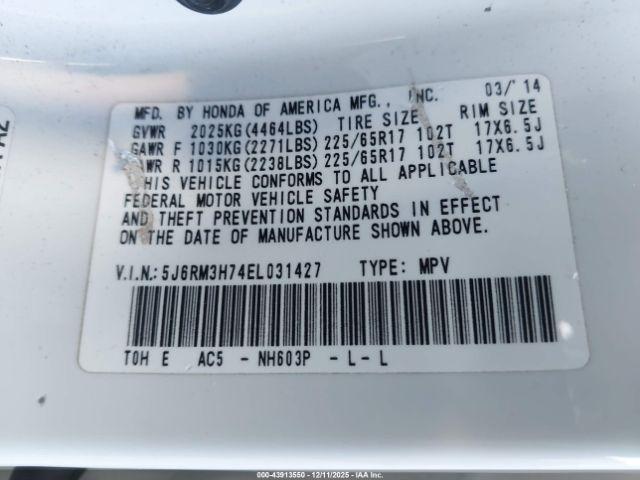 MFD. BY HONDA OF AMERICA MFG., INC. 03/'14
GVWR 2025KG(4464LBS) TIRE SIZE RIM SIZE
GAWR F 1030KG(2271LBS) 225/65R17 102T 17X6.5J
GAWR R 1015KG(2238LBS) 225/65R17 102T 17X6.5J
THIS VEHICLE CONFORMS TO ALL APPLICABLE
FEDERAL MOTOR VEHICLE SAFETY
AND THEFT PREVENTION STANDARDS IN EFFECT
ON THE DATE OF MANUFACTURE SHOWN ABOVE.
V.I.N.:5J6RM3H74EL031427 TYPE: MPV
TOH E AC5 - NH603P - L - L
000-43913550 - 12/11/2025 - IAA Inc.